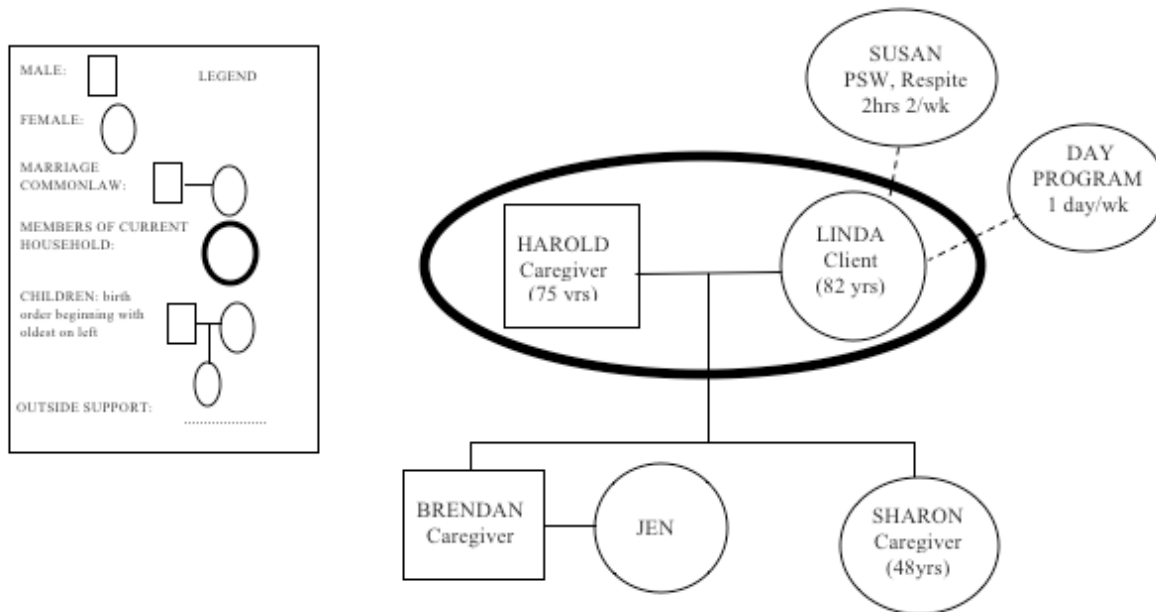 MALE:
LEGEND
FEMALE:
MARRIAGE
COMMONLAW:
MEMBERS OF CURRENT
HOUSEHOLD:
CHILDREN: birth
order beginning with
oldest on left
OUTSIDE SUPPORT:
SUSAN
PSW, Respite
2hrs 2/wk
DAY
PROGRAM
1 day/wk
HAROLD
Caregiver
(75 yrs)
LINDA
Client
(82 yrs)
BRENDAN
Caregiver
JEN
SHARON
Caregiver
(48yrs)